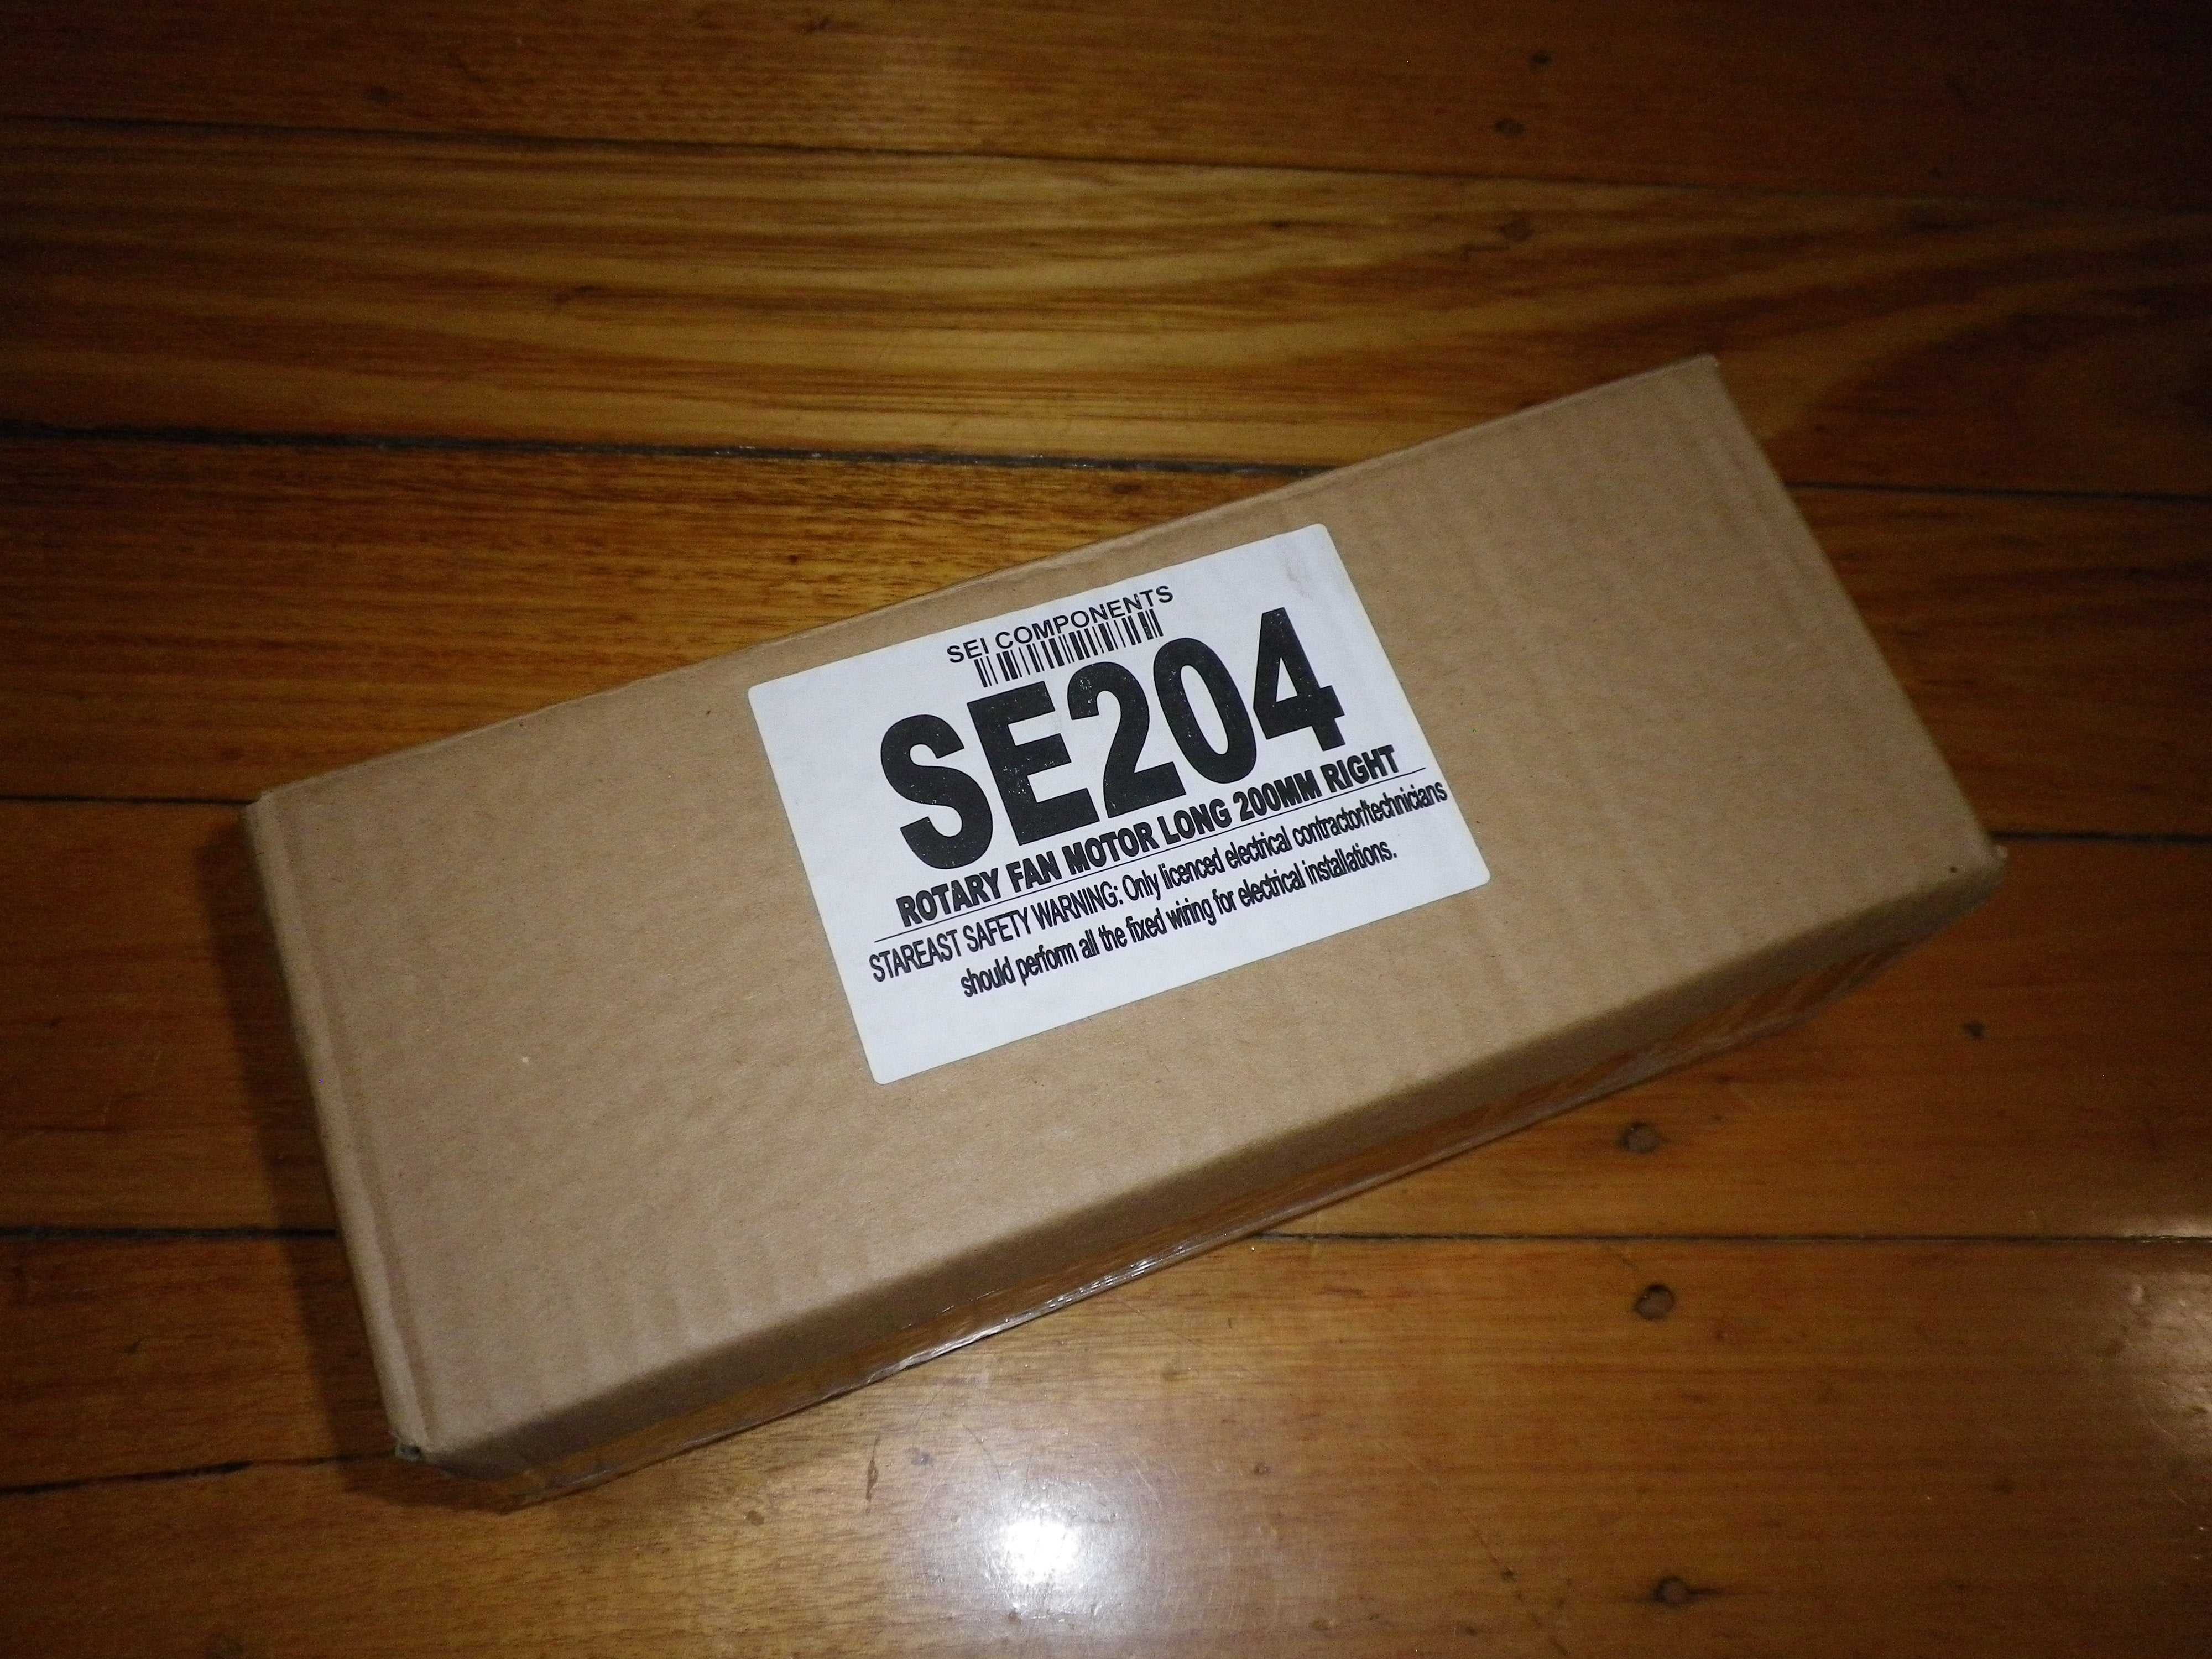 SEI COMPONENTS
SE204
ROTARY FAN MOTOR LONG 200MM RIGHT
STAREAST SAFETY WARNING: Only licenced electrical contractor/technicians
should perform all the fixed wiring for electrical installations.